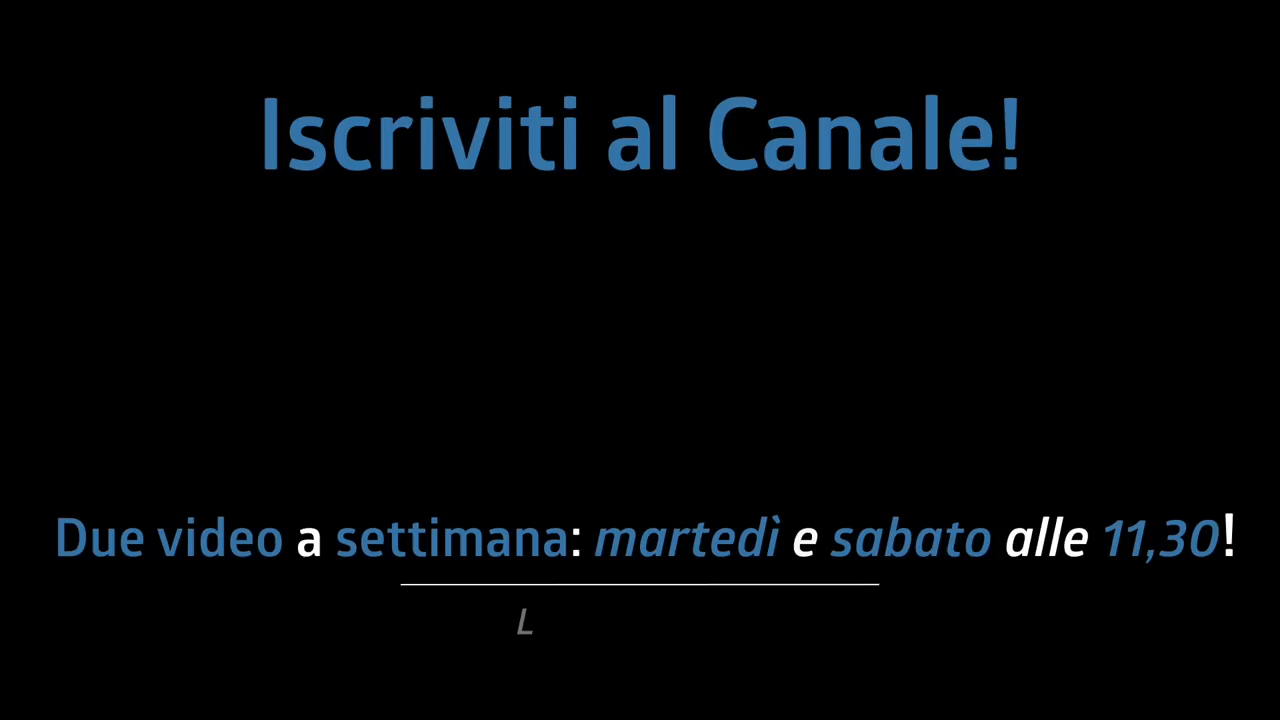 Iscriviti al Canale!
Due video a settimana: martedì e sabato alle 11,30!
L